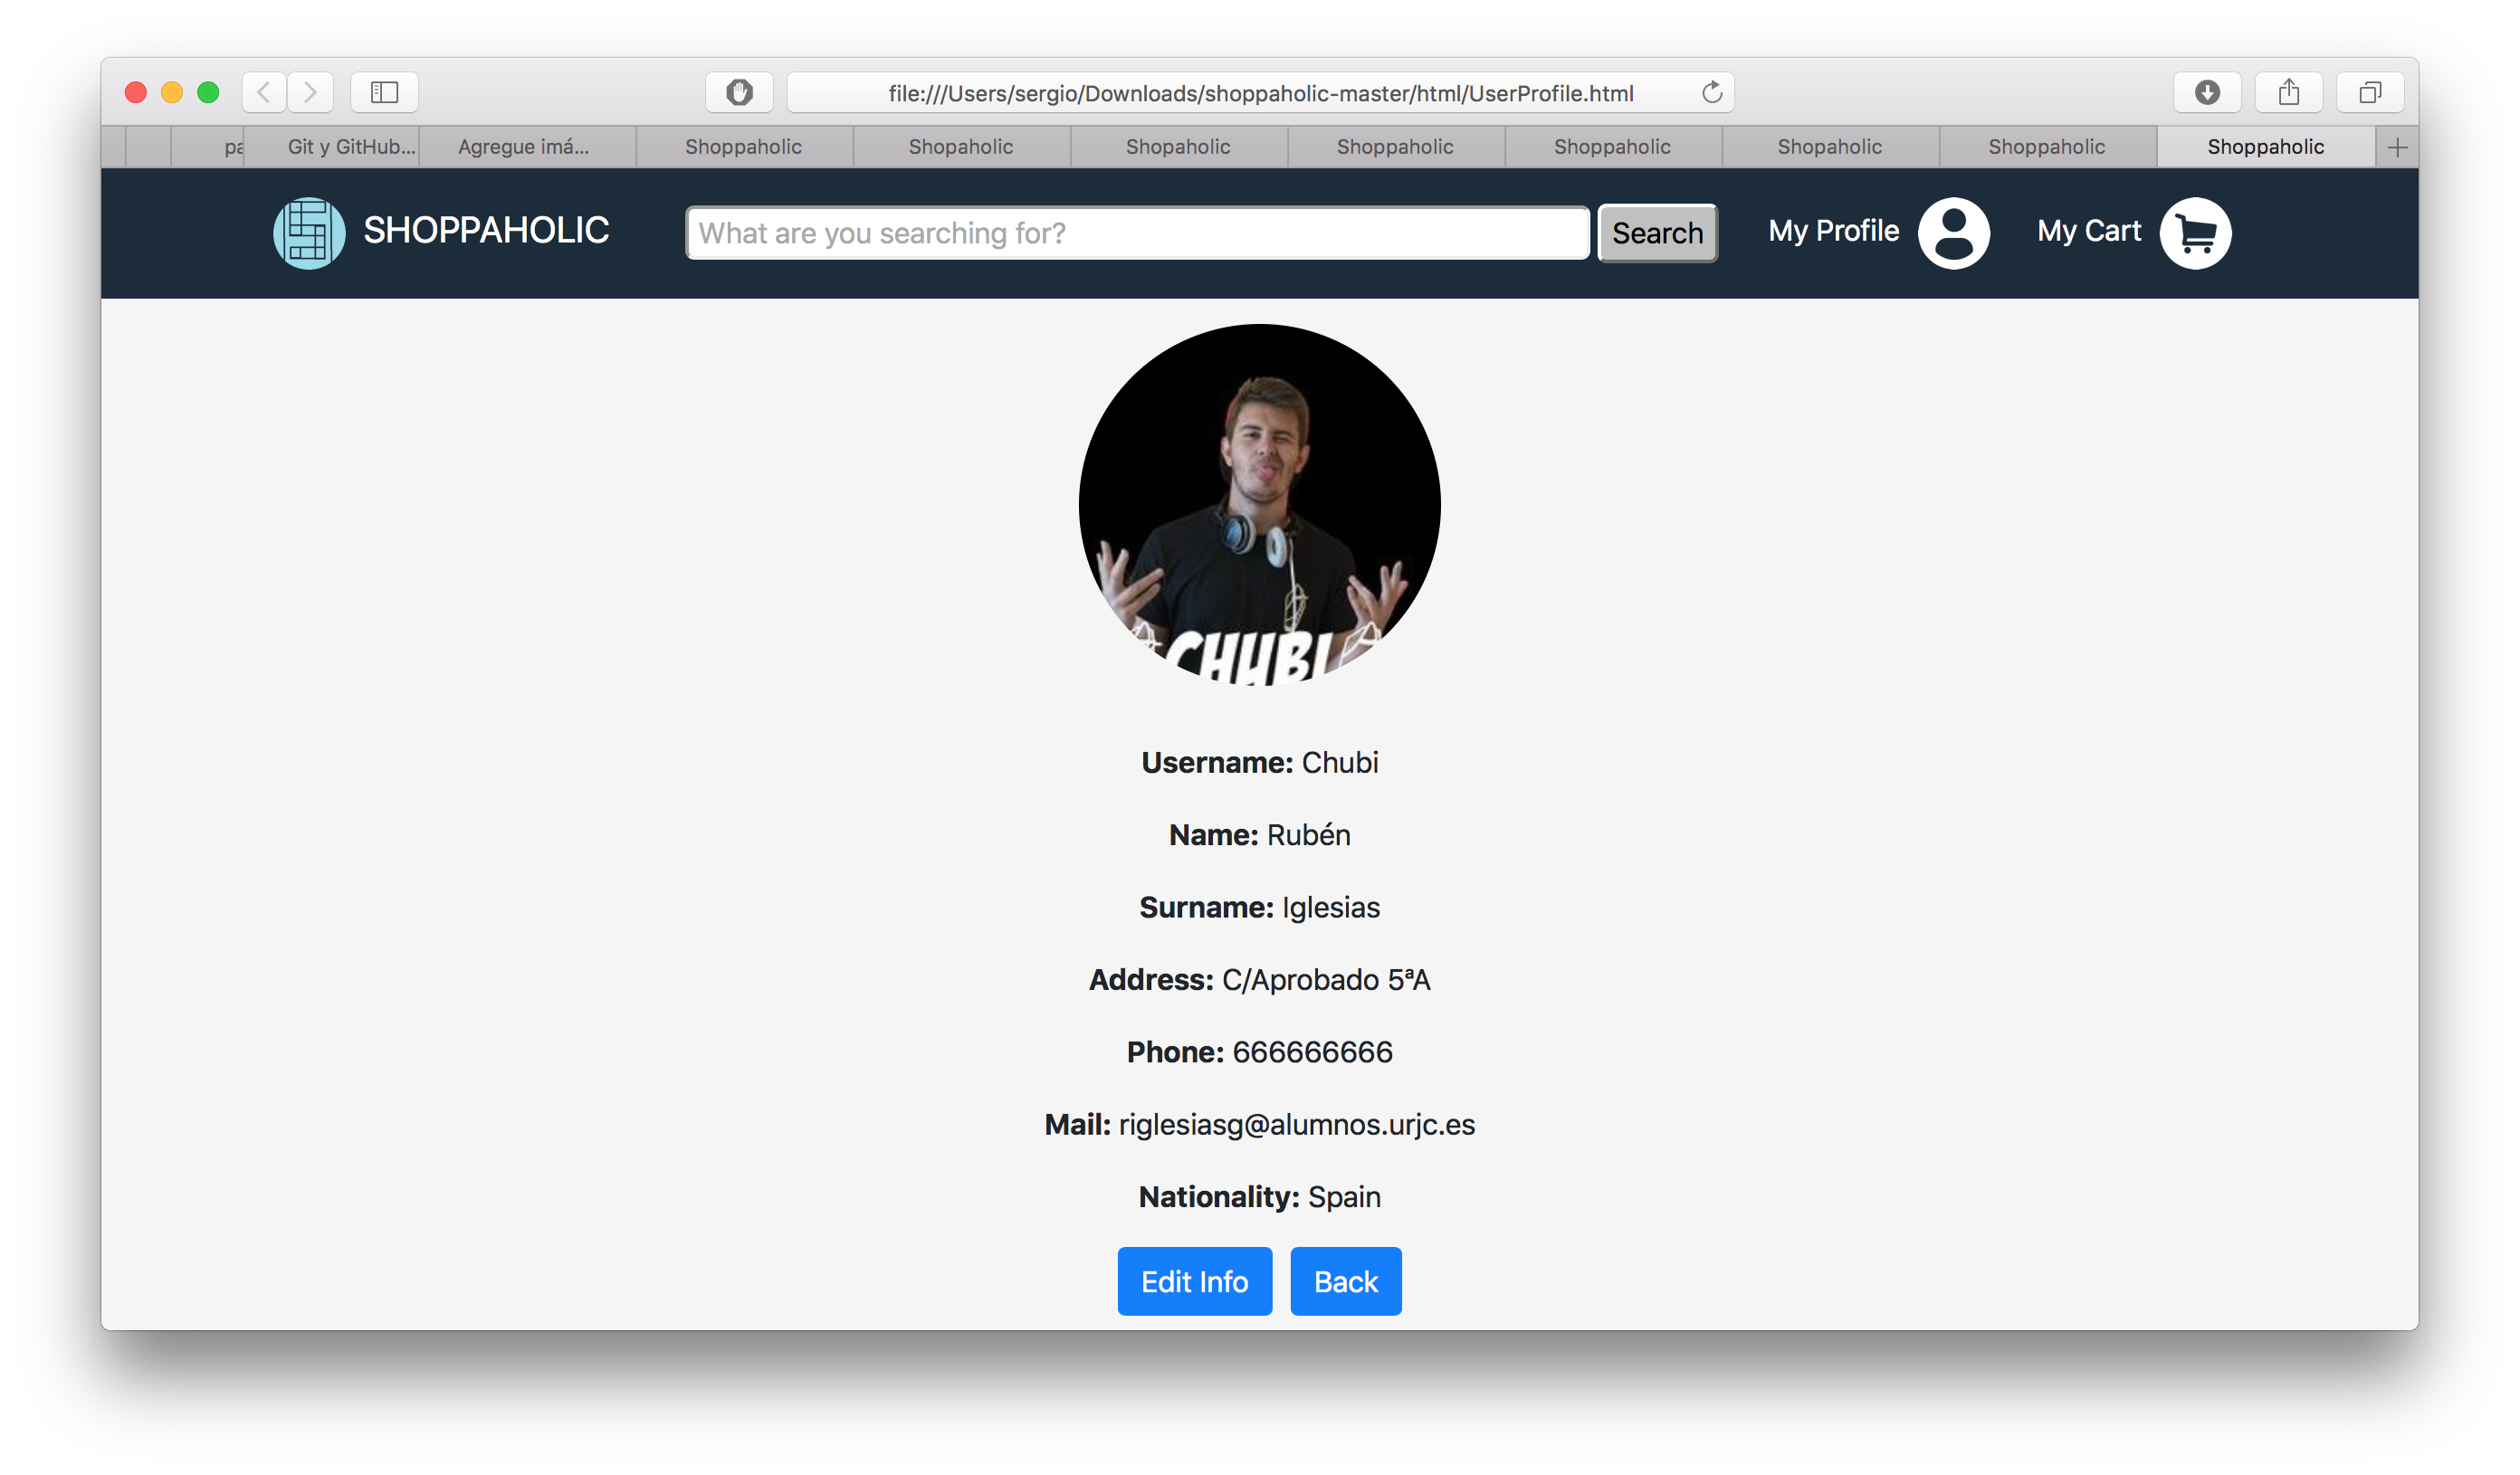 file:///Users/sergio/Downloads/shoppaholic-master/html/UserProfile.html
pa Git y GitHub... Agregue imá... Shoppaholic Shopaholic Shopaholic Shoppaholic Shoppaholic Shopaholic Shoppaholic Shoppaholic
SHOPPAHOLIC What are you searching for? Search My Profile My Cart
CHUBI
Username: Chubi
Name: Rubén
Surname: Iglesias
Address: C/Aprobado 5ªA
Phone: 666666666
Mail: riglesiasg@alumnos.urjc.es
Nationality: Spain
Edit Info Back